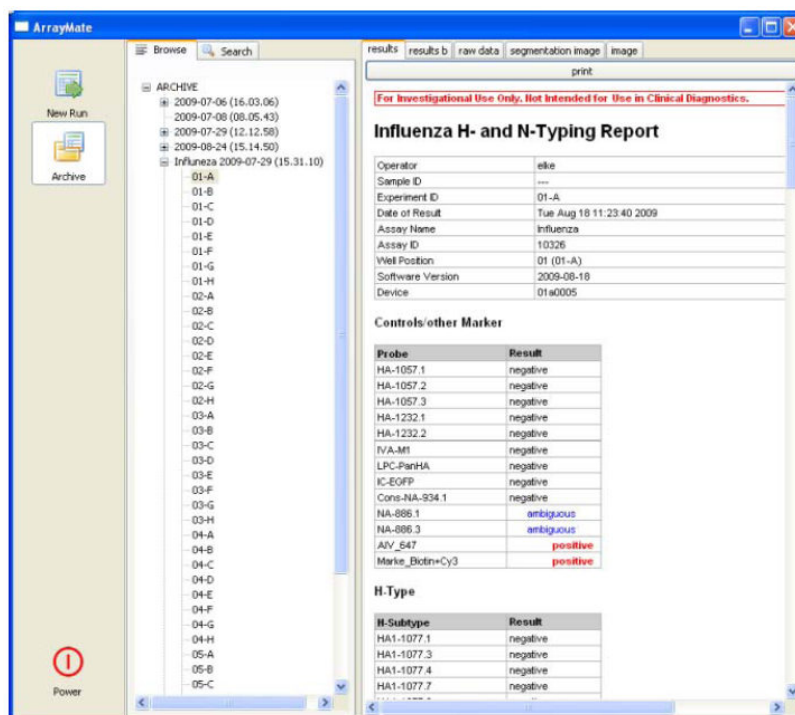 ArrayMate
New Run
Archive
Power
Browse
Search
ARCHIVE
2009-07-06 (16.03.06)
2009-07-08 (08.05.43)
2009-07-29 (12.12.58)
2009-08-24 (15.14.50)
Influneza 2009-07-29 (15.31.10)
01-A
01-B
01-C
01-D
01-E
01-F
01-G
01-H
02-A
02-B
02-C
02-D
02-E
02-F
02-G
02-H
03-A
03-B
03-C
03-D
03-E
03-F
03-G
03-H
04-A
04-B
04-C
04-D
04-E
04-F
04-G
04-H
05-A
05-B
05-C
results
results b
raw data
segmentation image
image
print
For Investigational Use Only. Not Intended for Use in Clinical Diagnostics.
Influenza H- and N-Typing Report
Operator elke
Sample ID ---
Experiment ID 01-A
Date of Result Tue Aug 18 11:23:40 2009
Assay Name Influenza
Assay ID 10326
Well Position 01 (01-A)
Software Version 2009-08-18
Device 01s0005
Controls/other Marker
Probe Result
HA-1057.1 negative
HA-1057.2 negative
HA-1057.3 negative
HA-1232.1 negative
HA-1232.2 negative
IVA-M1 negative
LPC-PanHA negative
IC-EGFP negative
Cons-NA-934.1 negative
NA-886.1 ambiguous
NA-886.3 ambiguous
AIV_647 positive
Marke_Biotin+Cy3 positive
H-Type
H-Subtype Result
HA1-1077.1 negative
HA1-1077.3 negative
HA1-1077.4 negative
HA1-1077.7 negative